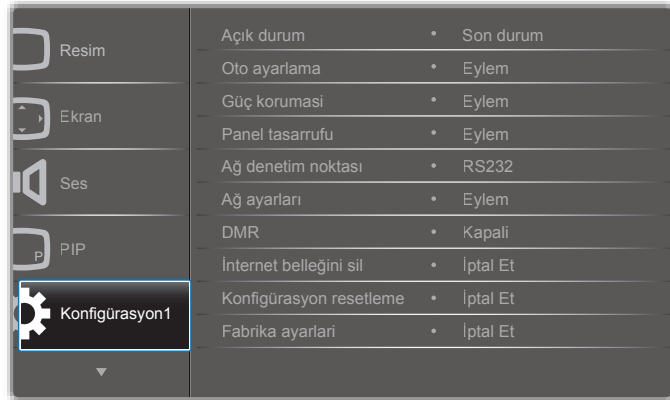 Resim
Ekran
Ses
P
PIP
Konfigürasyon1
Açık durum • Son durum
Oto ayarlama • Eylem
Güç koruması • Eylem
Panel tasarrufu • Eylem
Ağ denetim noktası • RS232
Ağ ayarları • Eylem
DMR • Kapali
İnternet belleğini sil • İptal Et
Konfigürasyon resetleme • İptal Et
Fabrika ayarlari • İptal Et